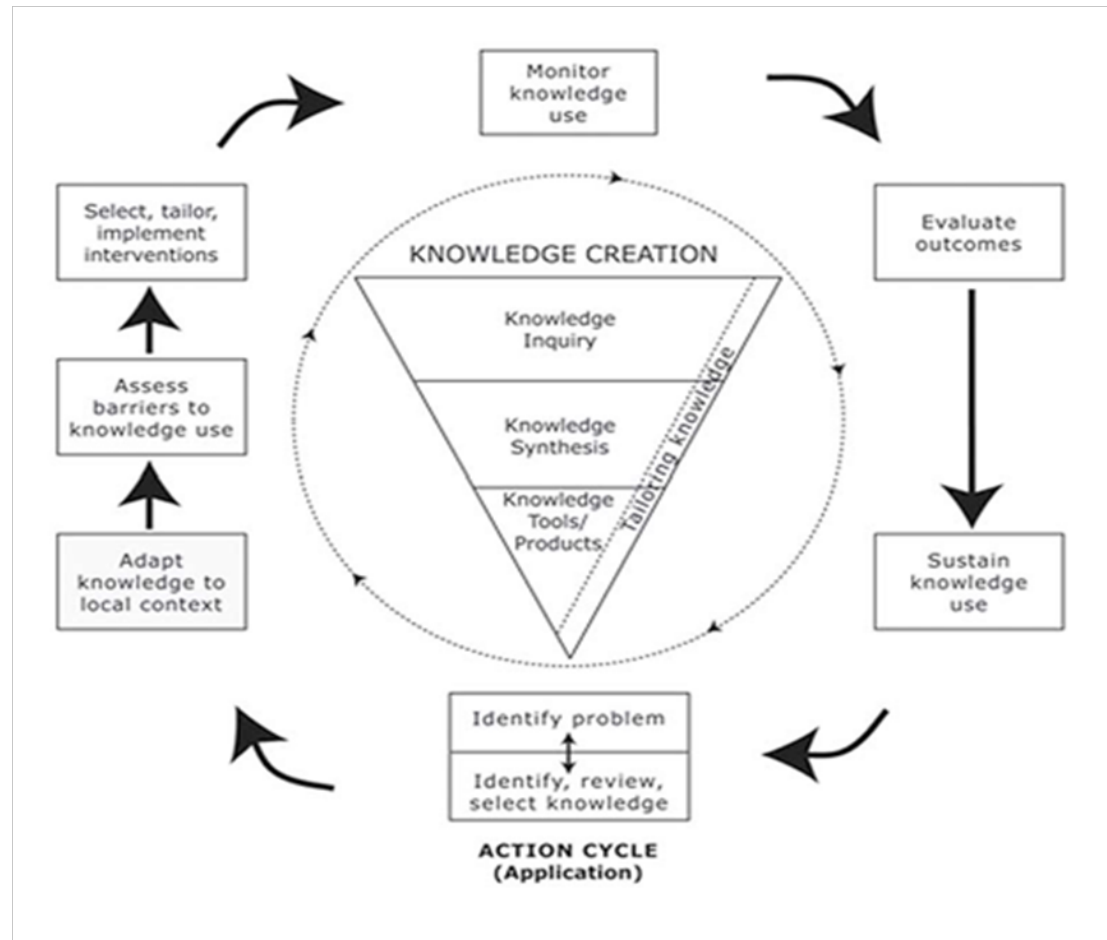 Monitor
knowledge
use
Select, tailor,
implement
interventions
Evaluate
outcomes
KNOWLEDGE CREATION
Knowledge
Inquiry
Tailoring knowledge
Assess
barriers to
knowledge use
Knowledge
Synthesis
Knowledge
Tools/
Products
Adapt
knowledge to
local context
Sustain
knowledge
use
Identify problem
Identify, review,
select knowledge
ACTION CYCLE
(Application)